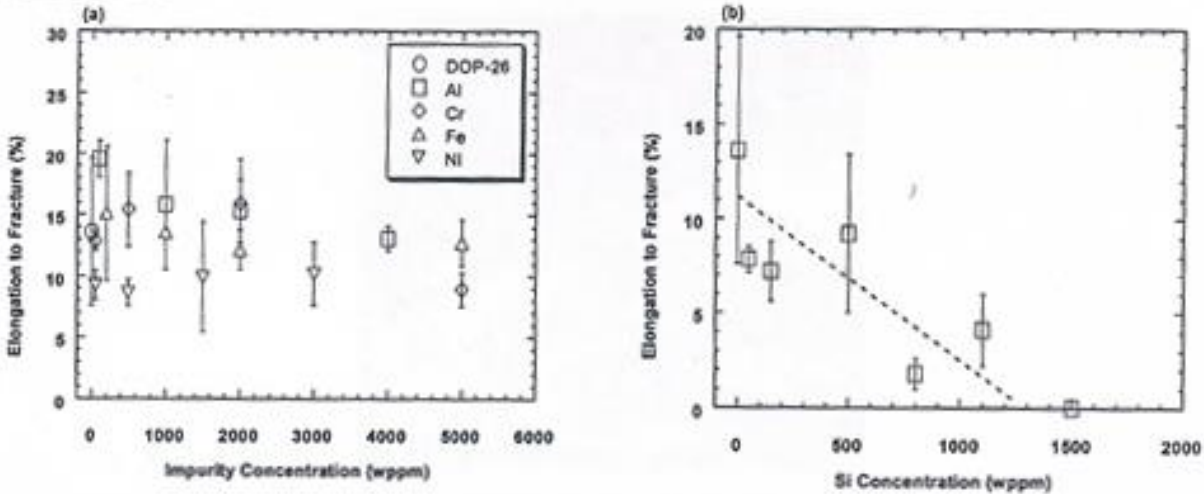 (a)
Elongation to Fracture (%)
30
25
20
15
10
5
0
0 1000 2000 3000 4000 5000 6000
Impurity Concentration (wppm)
DOP-26
Al
Cr
Fe
Ni
(b)
Elongation to Fracture (%)
20
15
10
5
0
0 500 1000 1500 2000
Si Concentration (wppm)